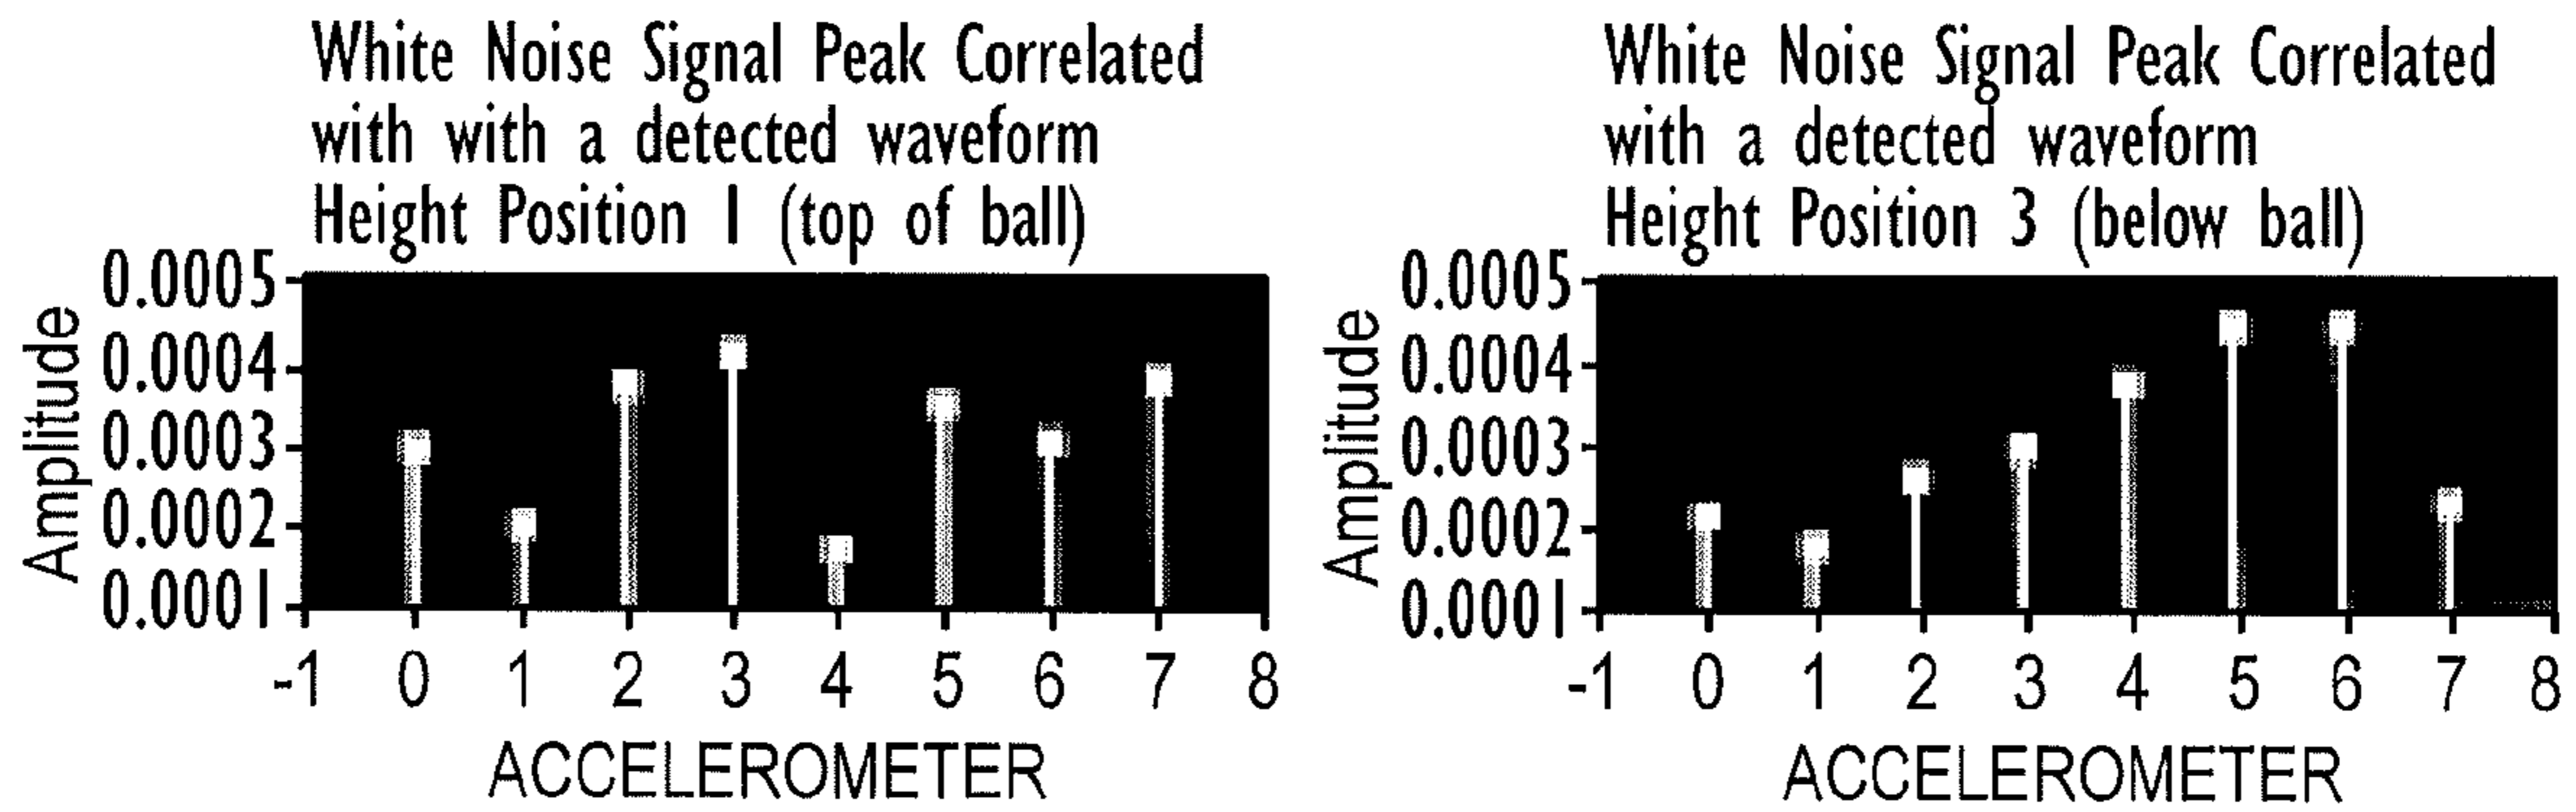 White Noise Signal Peak Correlated
with with a detected waveform
Height Position 1 (top of ball)
Amplitude
0.0005
0.0004
0.0003
0.0002
0.0001
-1 0 1 2 3 4 5 6 7 8
ACCELEROMETER
White Noise Signal Peak Correlated
with a detected waveform
Height Position 3 (below ball)
Amplitude
0.0005
0.0004
0.0003
0.0002
0.0001
-1 0 1 2 3 4 5 6 7 8
ACCELEROMETER